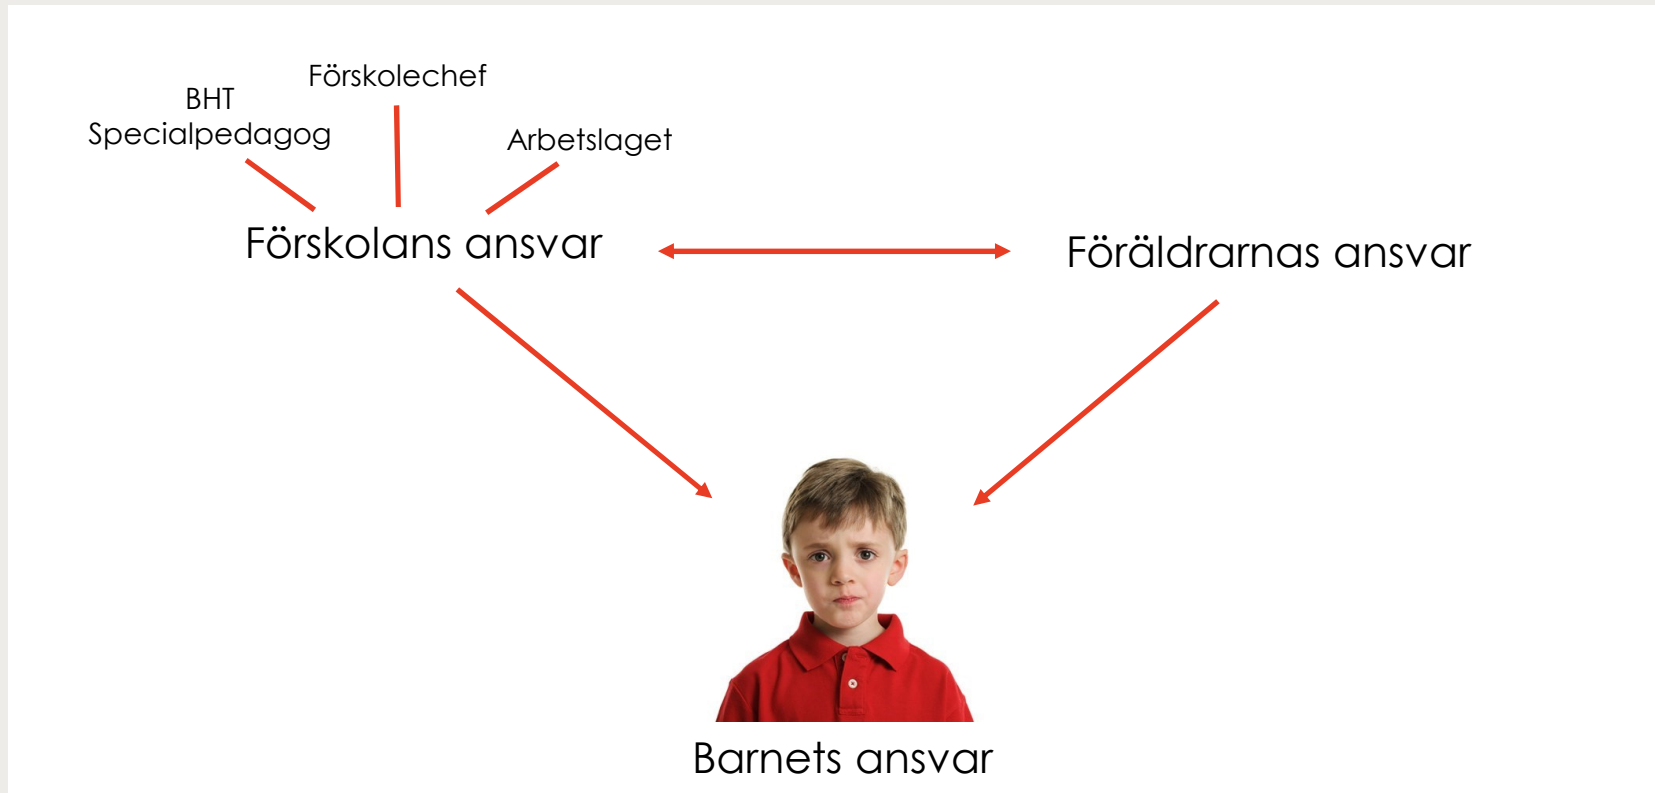 Förskolechef
BHT
Specialpedagog
Arbetslaget
Förskolans ansvar
Föräldrarnas ansvar
Barnets ansvar